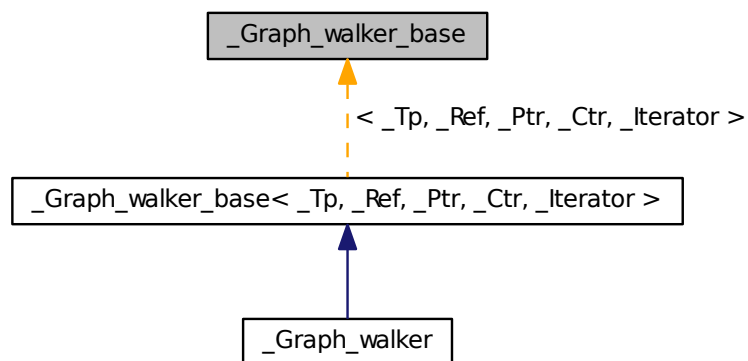 _Graph_walker_base
< _Tp, _Ref, _Ptr, _Ctr, _Iterator >
_Graph_walker_base< _Tp, _Ref, _Ptr, _Ctr, _Iterator >
_Graph_walker